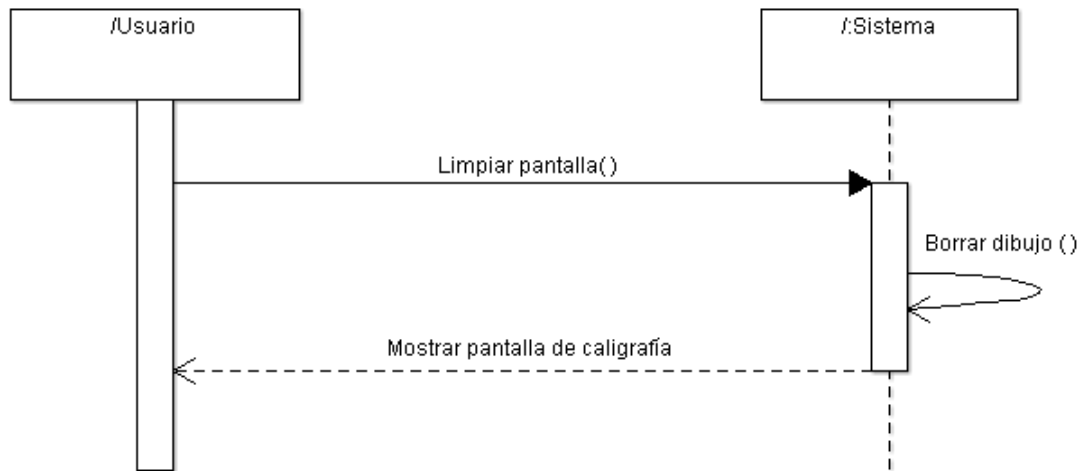 /Usuario
/:Sistema
Limpiar pantalla( )
Borrar dibujo ( )
Mostrar pantalla de caligrafía